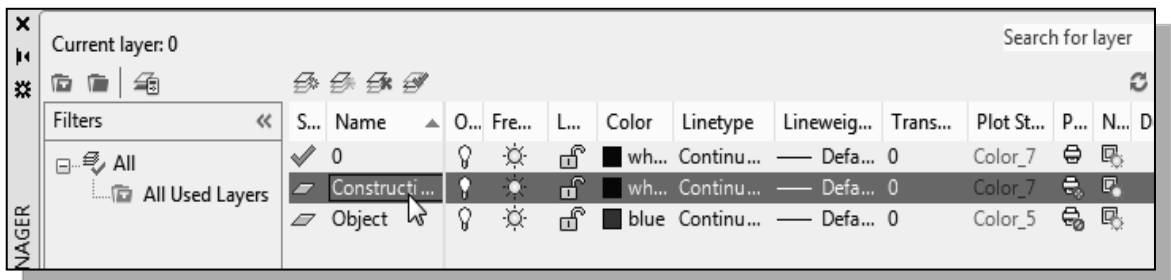 Current layer: 0
Search for layer
Filters
S... Name O... Fre... L... Color Linetype Lineweig... Trans... Plot St... P... N... D
All
All Used Layers
0 wh... Continu... Defa... 0 Color_7
Constructi... wh... Continu... Defa... 0 Color_7
Object blue Continu... Defa... 0 Color_5
NAGER